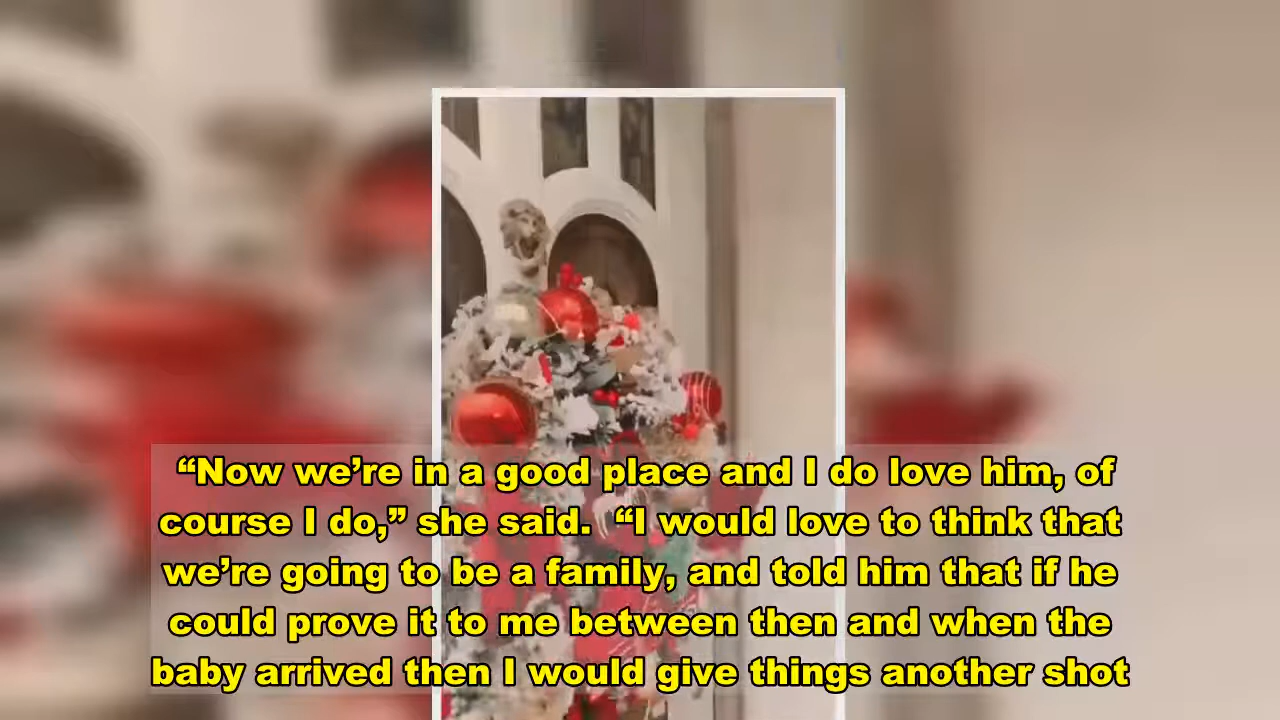 “Now we’re in a good place and I do love him, of
course I do,” she said.  “I would love to think that
we’re going to be a family, and told him that if he
could prove it to me between then and when the
baby arrived then I would give things another shot